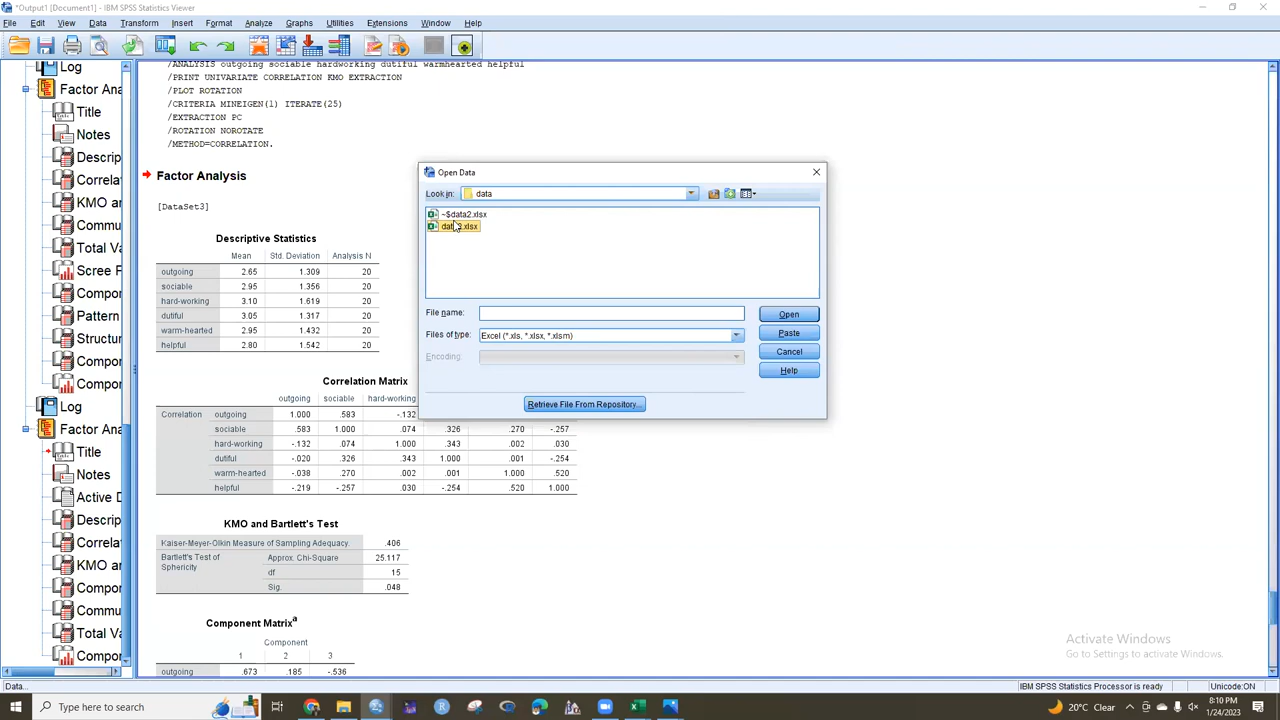 *Output1 [Document1] - IBM SPSS Statistics Viewer
File Edit View Data Transform Insert Format Analyze Graphs Utilities Extensions Window Help
Log
Factor Ana
Title
Notes
Descrip
Correla
KMO ar
Commu
Total Va
Scree F
Compor
Pattern
Structur
Compor
Compor
Log
Factor Ana
Title
Notes
Active D
Descrip
Correla
KMO ar
Compor
Commu
Total Va
Compor
/ANALYSIS outgoing sociable hardworking dutiful warmhearted helpful
/PRINT UNIVARIATE CORRELATION KMO EXTRACTION
/PLOT ROTATION
/CRITERIA MINEIGEN(1) ITERATE(25)
/EXTRACTION PC
/ROTATION NOROTATE
/METHOD=CORRELATION.
Factor Analysis
[DataSet3]
Descriptive Statistics
Mean Std. Deviation Analysis N
outgoing 2.65 1.309 20
sociable 2.95 1.356 20
hard-working 3.10 1.619 20
dutiful 3.05 1.317 20
warm-hearted 2.95 1.432 20
helpful 2.80 1.542 20
Correlation Matrix
outgoing sociable hard-working
Correlation outgoing 1.000 .583 -.132
sociable .583 1.000 .074 .326 .270 -.257
hard-working -.132 .074 1.000 .343 .002 .030
dutiful -.020 .326 .343 1.000 .001 -.254
warm-hearted -.038 .270 .002 .001 1.000 .520
helpful -.219 -.257 .030 -.254 .520 1.000
KMO and Bartlett's Test
Kaiser-Meyer-Olkin Measure of Sampling Adequacy. .406
Bartlett's Test of Sphericity Approx. Chi-Square 25.117
df 15
Sig. .048
Component Matrixa
Component
1 2 3
outgoing .673 .185 -.536
Open Data
Look in: data
~$data2.xlsx
.xlsx
File name:
Files of type: Excel (*.xls, *.xlsx, *.xlsm)
Encoding:
Open
Paste
Cancel
Help
Retrieve File From Repository...
Activate Windows
Go to Settings to activate Windows.
Data...
IBM SPSS Statistics Processor is ready
Unicode:ON
Type here to search
20°C Clear
8:10 PM
1/24/2023